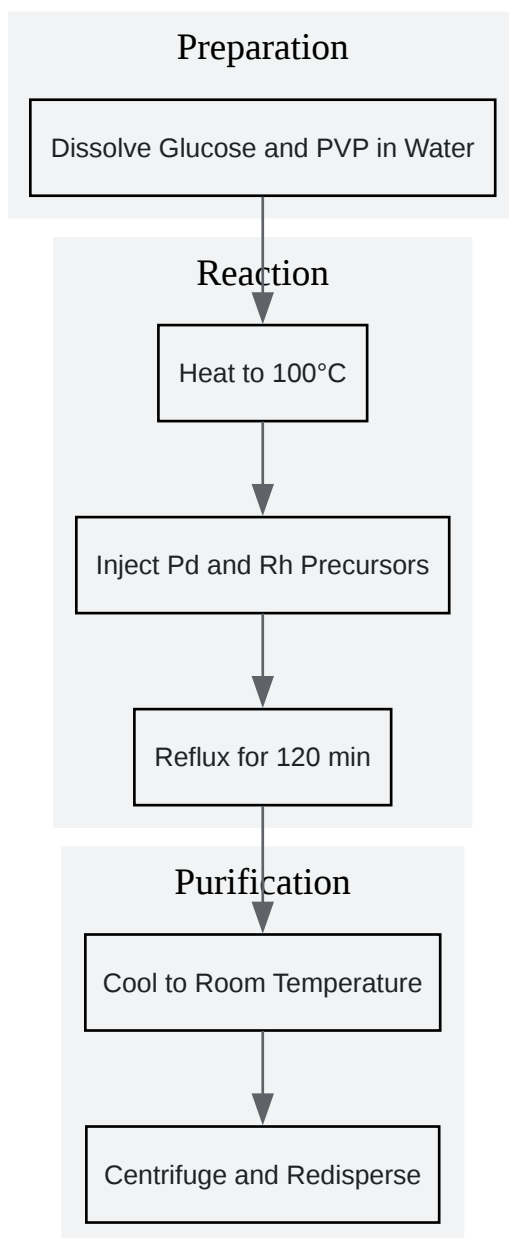 Preparation
Dissolve Glucose and PVP in Water
Reaction
Heat to 100°C
Inject Pd and Rh Precursors
Reflux for 120 min
Purification
Cool to Room Temperature
Centrifuge and Redisperse